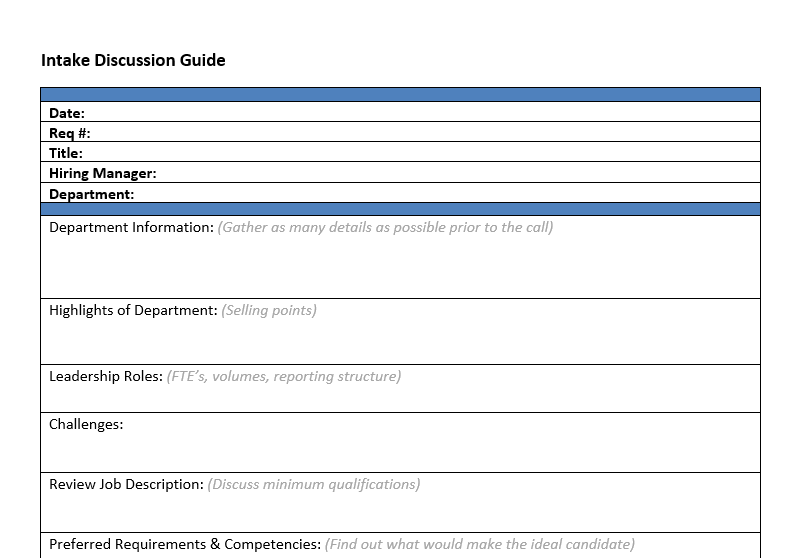 Intake Discussion Guide
Date:
Req #:
Title:
Hiring Manager:
Department:
Department Information: (Gather as many details as possible prior to the call)
Highlights of Department: (Selling points)
Leadership Roles: (FTE’s, volumes, reporting structure)
Challenges:
Review Job Description: (Discuss minimum qualifications)
Preferred Requirements & Competencies: (Find out what would make the ideal candidate)